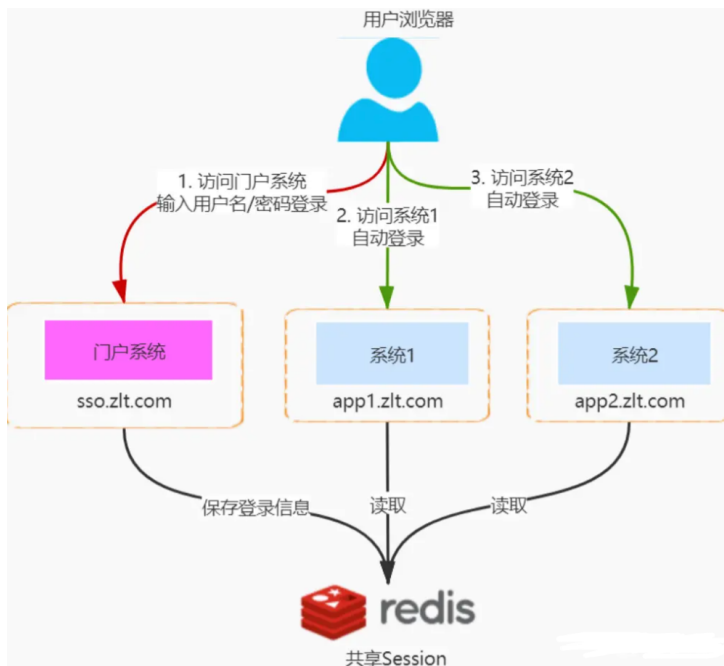 用户浏览器
1. 访问门户系统
输入用户名/密码登录
2. 访问系统1
自动登录
3. 访问系统2
自动登录
门户系统
sso.zlt.com
系统1
app1.zlt.com
系统2
app2.zlt.com
保存登录信息
读取
读取
redis
共享Session